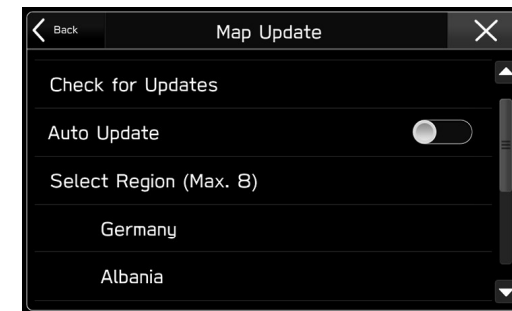 Back
Map Update
Check for Updates
Auto Update
Select Region (Max. 8)
Germany
Albania